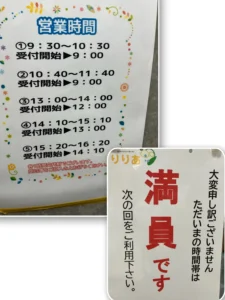 営業時間
①9:30～10:30
受付開始▶9:00
②10:40～11:40
受付開始▶9:00
③13:00～14:00
受付開始▶12:00
④14:10～15:10
受付開始▶13:00
⑤15:20～16:20
受付開始▶14:10
りりま
大変申し訳ございません
ただいまの時間帯は
満員です
次の回をご利用下さい。